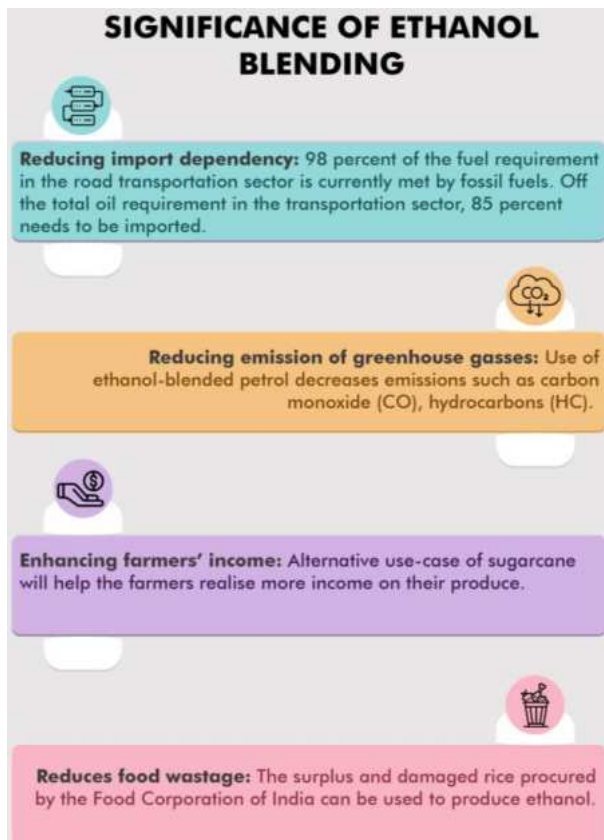 SIGNIFICANCE OF ETHANOL
BLENDING
Reducing import dependency: 98 percent of the fuel requirement
in the road transportation sector is currently met by fossil fuels. Off
the total oil requirement in the transportation sector, 85 percent
needs to be imported.
CO₂
Reducing emission of greenhouse gasses: Use of
ethanol-blended petrol decreases emissions such as carbon
monoxide (CO), hydrocarbons (HC).
$
Enhancing farmers’ income: Alternative use-case of sugarcane
will help the farmers realise more income on their produce.
Reduces food wastage: The surplus and damaged rice procured
by the Food Corporation of India can be used to produce ethanol.